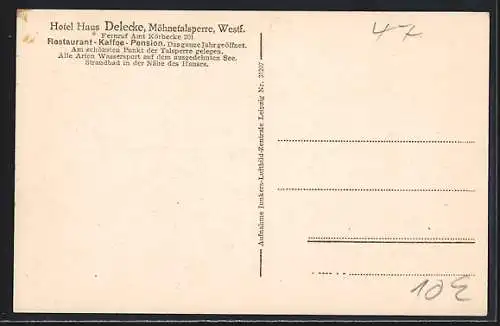 Hotel Haus Delecke, Möhnetalsperre, Westf.
Fernruf Amt Körbecke 201
Restaurant - Kaffee - Pension. Das ganze Jahr geöffnet.
Am schönsten Punkt der Talsperre gelegen.
Alle Arten Wassersport auf dem ausgedehnten See.
Strandbad in der Nähe des Hauses.
Aufnahme Junkers-Luftbild-Zentrale Leipzig Nr. 20207
47
10E